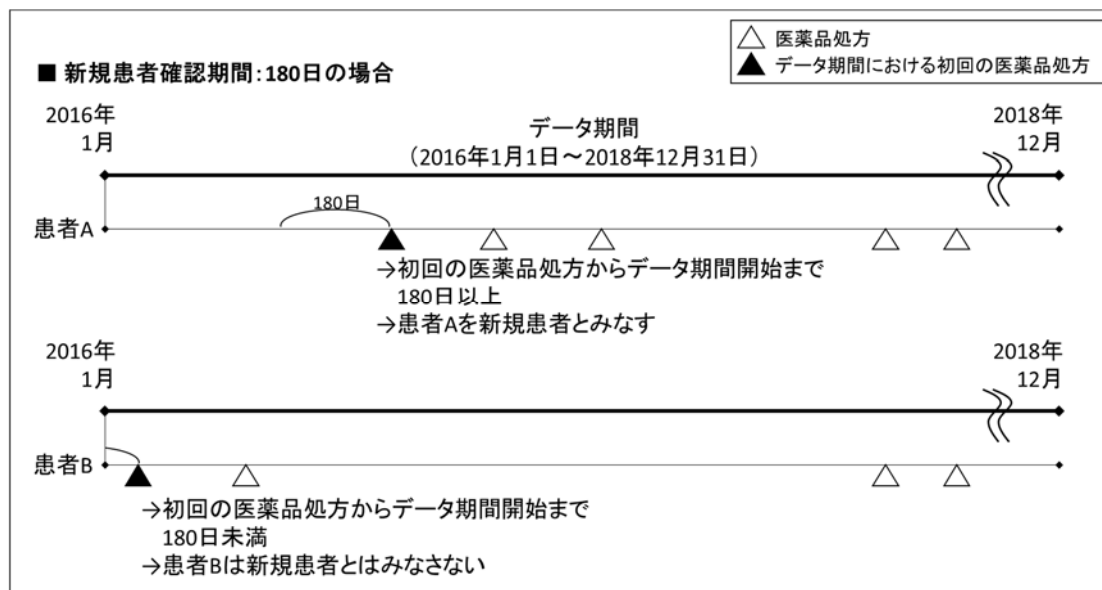 △ 医薬品処方
▲ データ期間における初回の医薬品処方
■ 新規患者確認期間：180日の場合
2016年
1月
データ期間
（2016年1月1日～2018年12月31日）
2018年
12月
180日
患者A
→初回の医薬品処方からデータ期間開始まで
180日以上
→患者Aを新規患者とみなす
2016年
1月
2018年
12月
患者B
→初回の医薬品処方からデータ期間開始まで
180日未満
→患者Bは新規患者とはみなさない